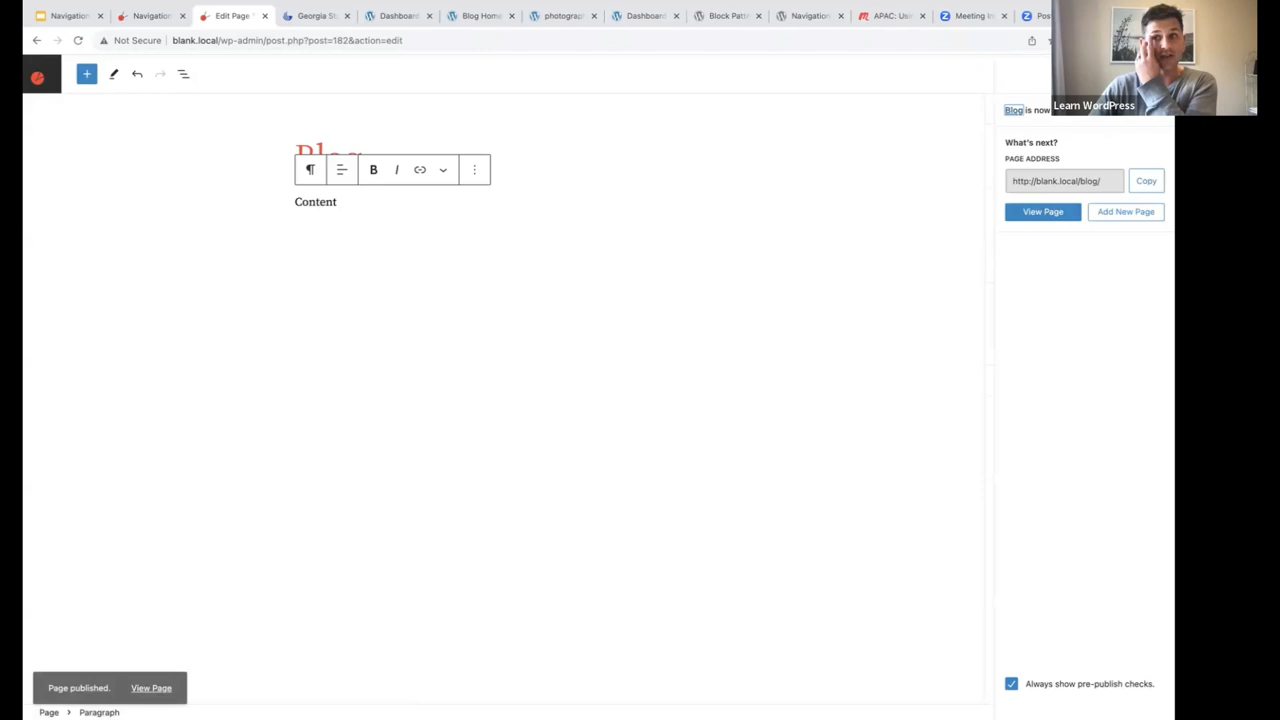 Navigation
Navigation
Edit Page
Georgia St
Dashboard
Blog Home
photograp
Dashboard
Block Patt
Navigation
APAC: Usin
Meeting In
Pos
Not Secure
blank.local/wp-admin/post.php?post=182&action=edit
Learn WordPress
Blog is now
What's next?
PAGE ADDRESS
http://blank.local/blog/
Copy
View Page
Add New Page
Blog
B
I
Content
Always show pre-publish checks.
Page published.
View Page
Page
Paragraph